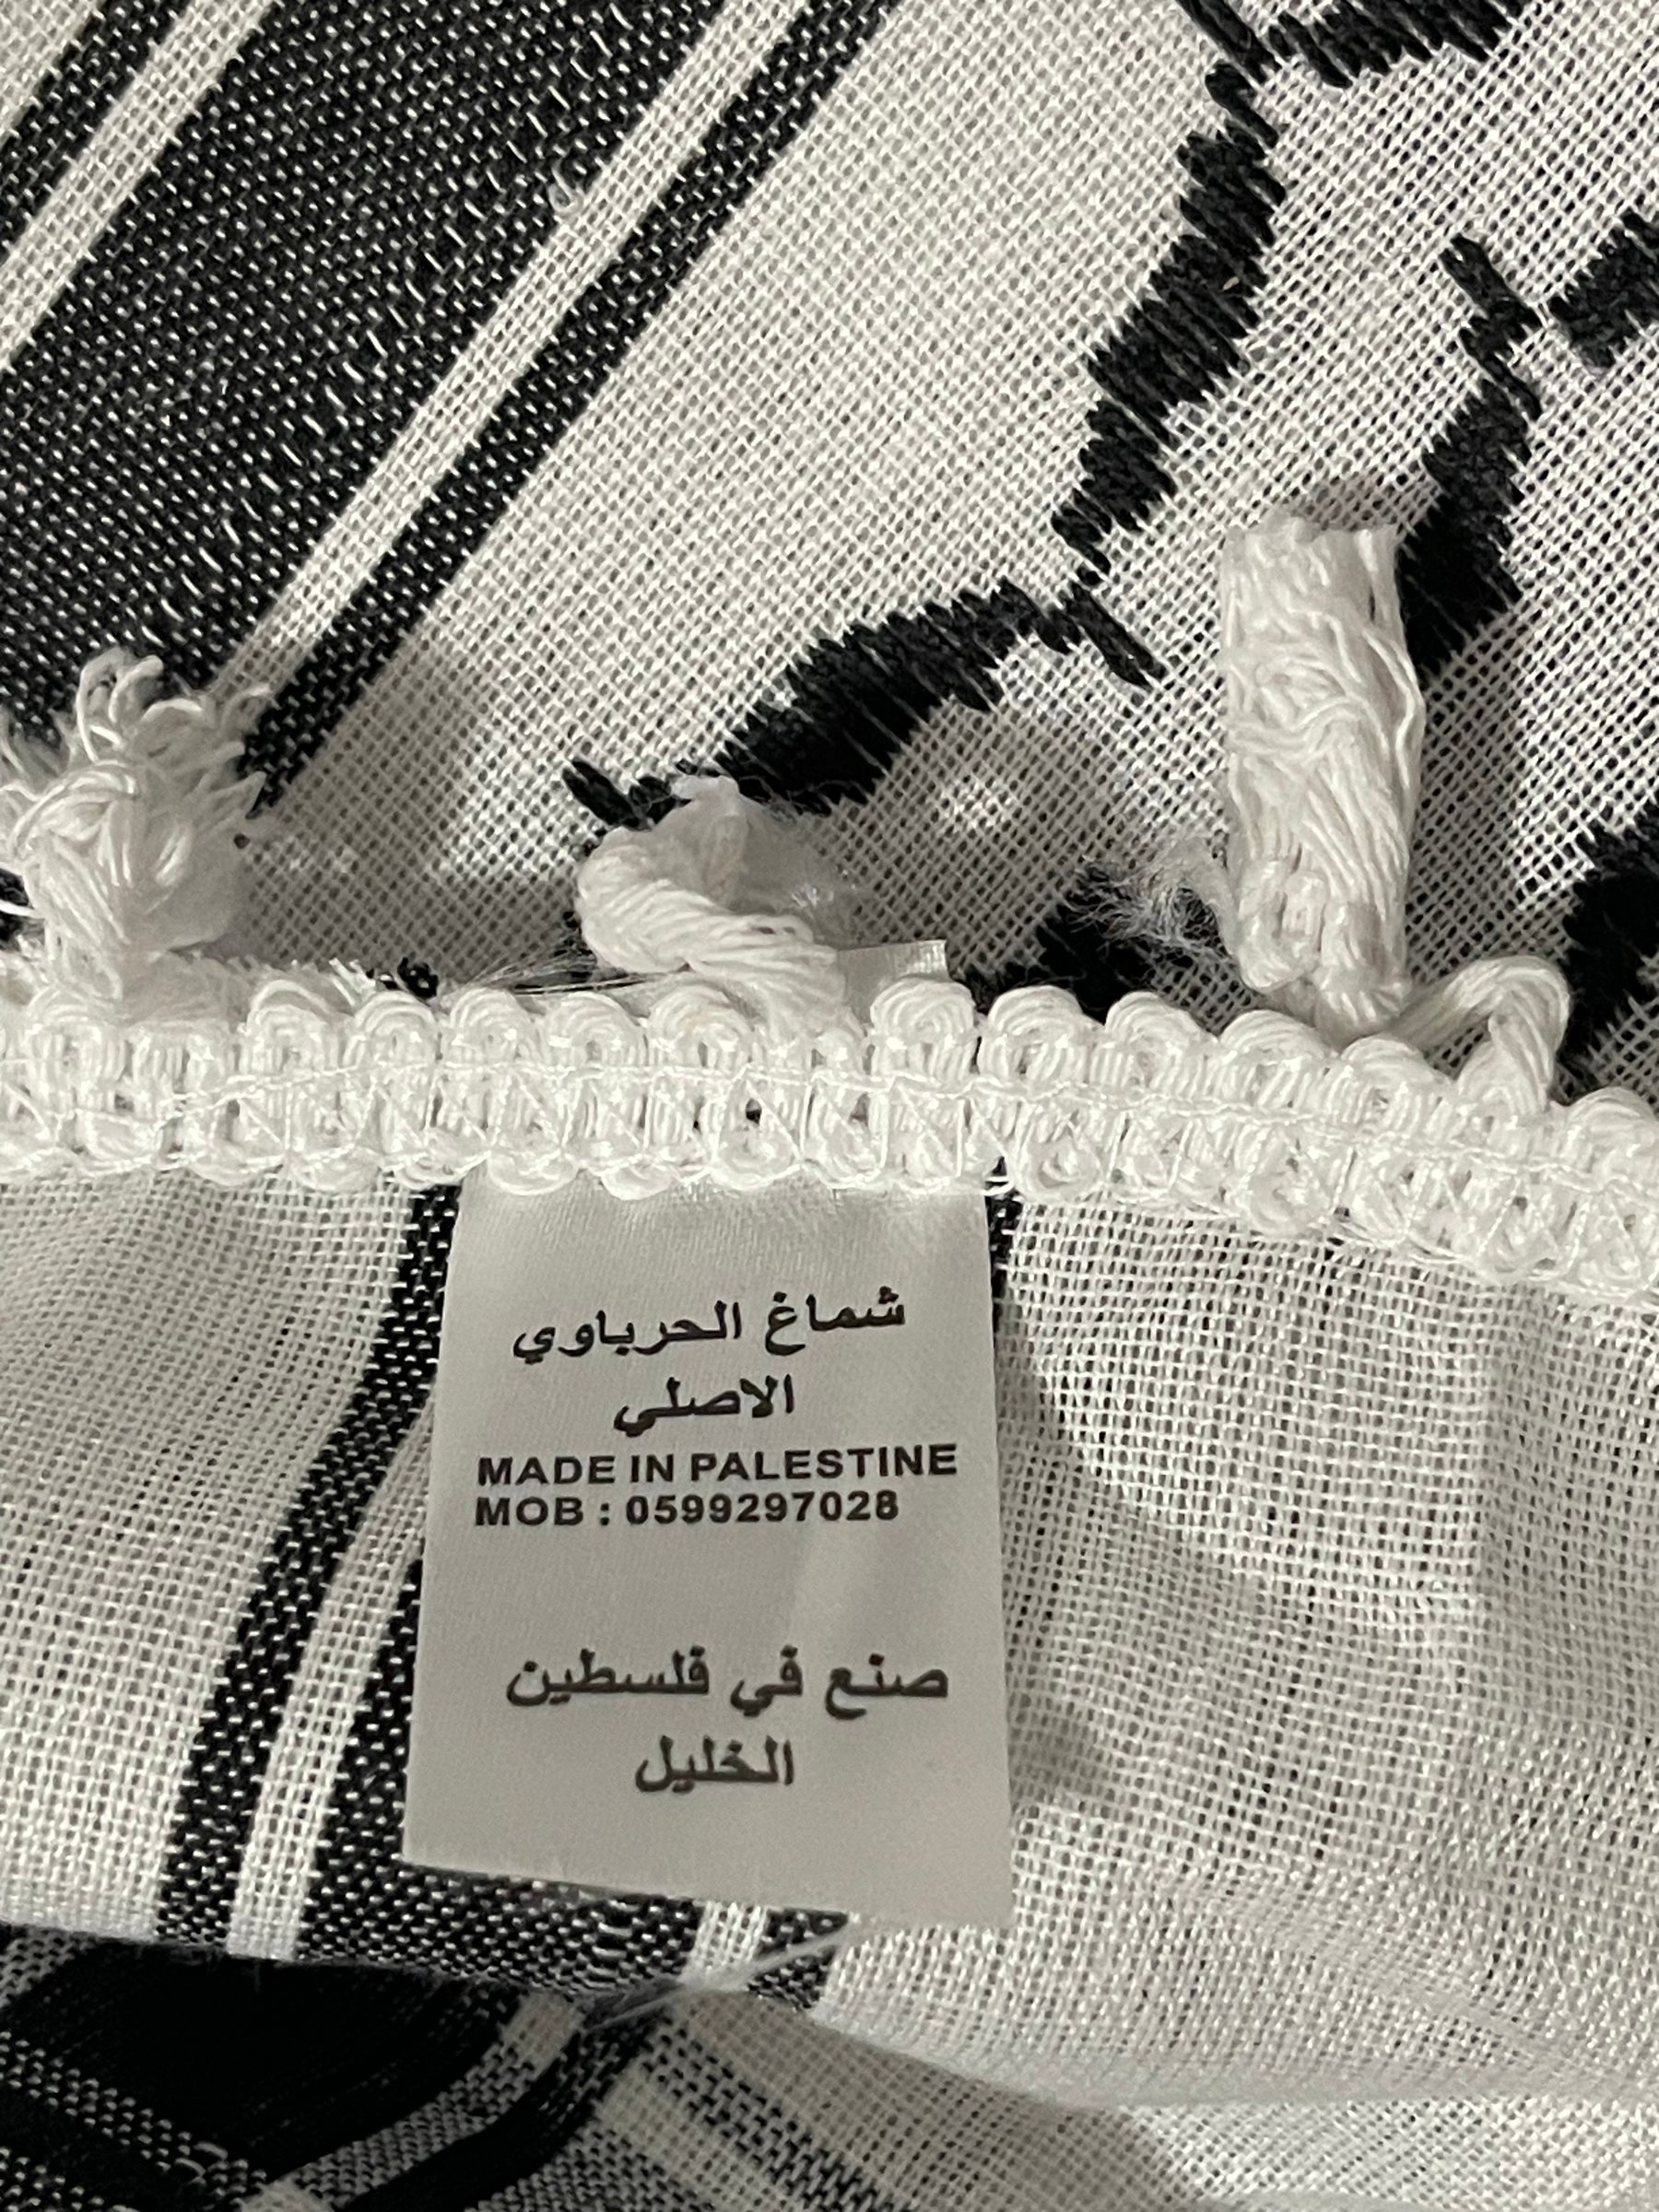 شماغ الحرباوي
الاصلي
MADE IN PALESTINE
MOB : 0599297028
صنع في فلسطين
الخليل